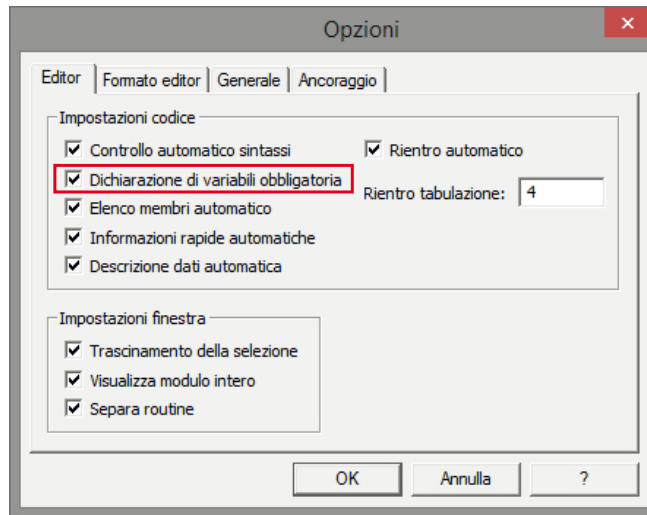 Opzioni
Editor
Formato editor
Generale
Ancoraggio
Impostazioni codice
Controllo automatico sintassi
Rientro automatico
Dichiarazione di variabili obbligatoria
Rientro tabulazione: 4
Elenco membri automatico
Informazioni rapide automatiche
Descrizione dati automatica
Impostazioni finestra
Trascinamento della selezione
Visualizza modulo intero
Separa routine
OK
Annulla
?